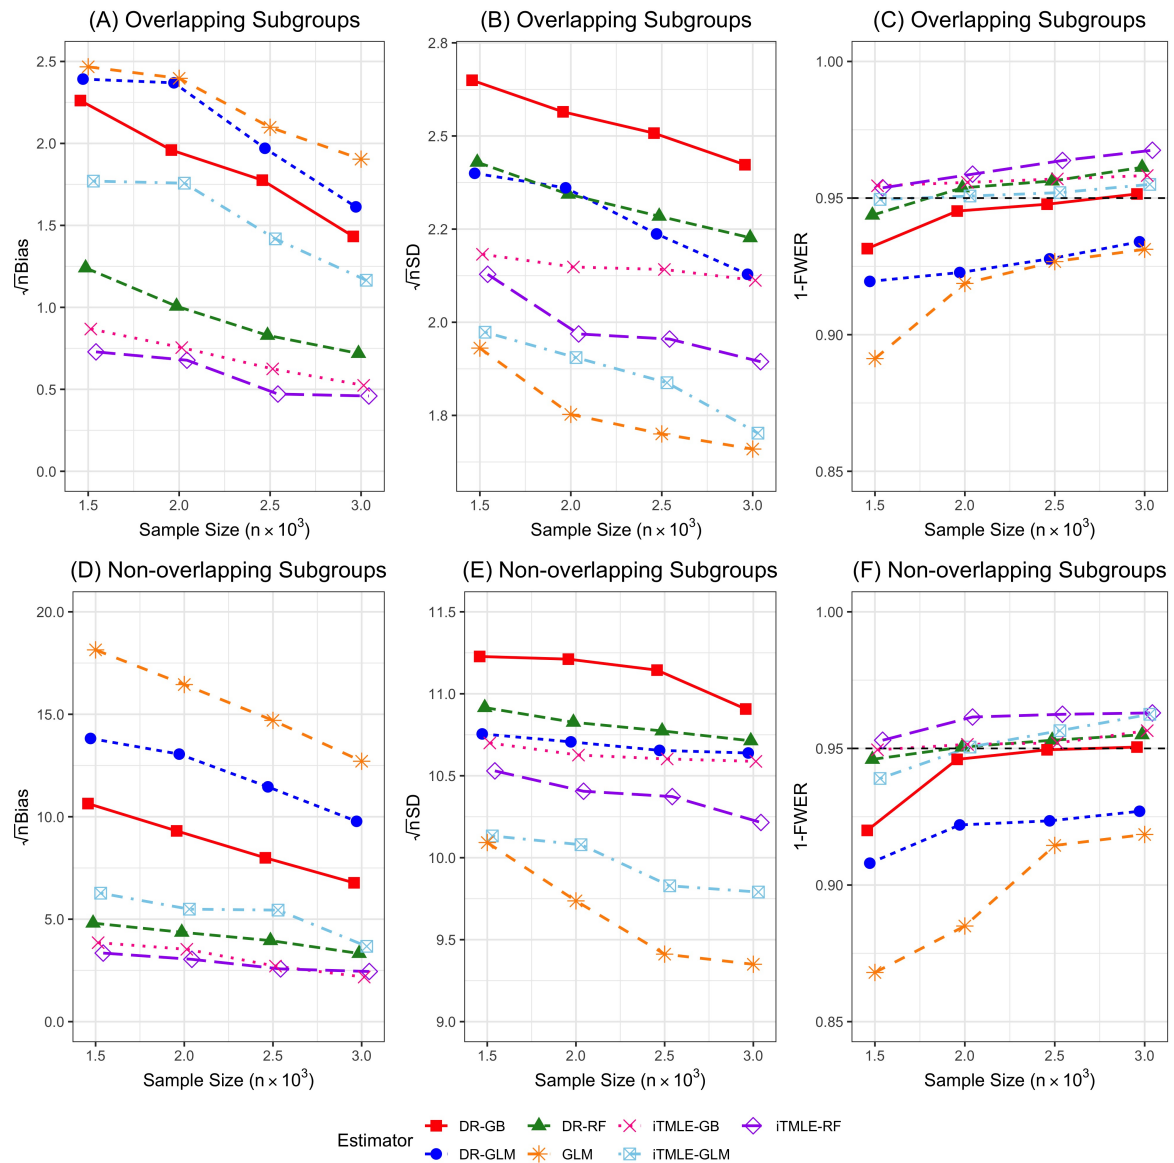 (A) Overlapping Subgroups
(B) Overlapping Subgroups
(C) Overlapping Subgroups
√nBias
2.5
2.0
1.5
1.0
0.5
0.0
1.5 2.0 2.5 3.0
Sample Size (n × 10³)
√nSD
2.8
2.5
2.2
2.0
1.8
1.5 2.0 2.5 3.0
Sample Size (n × 10³)
1-FWER
1.00
0.95
0.90
0.85
1.5 2.0 2.5 3.0
Sample Size (n × 10³)
(D) Non-overlapping Subgroups
(E) Non-overlapping Subgroups
(F) Non-overlapping Subgroups
√nBias
20.0
15.0
10.0
5.0
0.0
1.5 2.0 2.5 3.0
Sample Size (n × 10³)
√nSD
11.5
11.0
10.5
10.0
9.5
9.0
1.5 2.0 2.5 3.0
Sample Size (n × 10³)
1-FWER
1.00
0.95
0.90
0.85
1.5 2.0 2.5 3.0
Sample Size (n × 10³)
Estimator
DR-GB DR-RF iTMLE-GB iTMLE-RF
DR-GLM GLM iTMLE-GLM